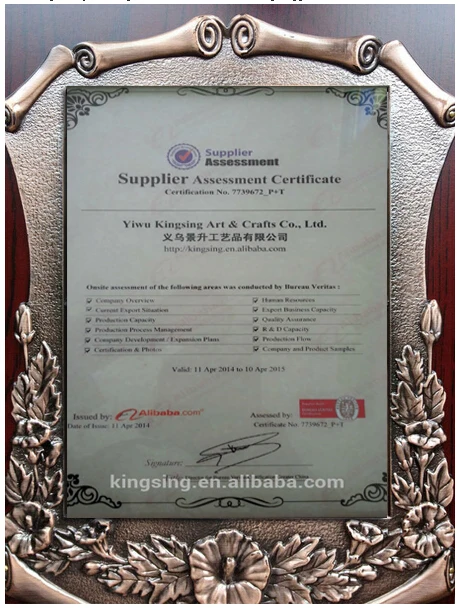 Supplier
Assessment
Supplier Assessment Certificate
Certification No. 7739672_P+T
Yiwu Kingsing Art & Crafts Co., Ltd.
义乌景升工艺品有限公司
http://kingsing.en.alibaba.com
Onsite assessment of the following areas was conducted by Bureau Veritas :
Company Overview
Current Export Situation
Production Capacity
Production Process Management
Company Development / Expansion Plans
Certification & Photos
Human Resources
Export Business Capacity
Quality Assurance
R & D Capacity
Production Flow
Company and Product Samples
Valid: 11 Apr 2014 to 10 Apr 2015
Issued by: Alibaba.com®
Date of Issue: 11 Apr 2014
Assessed by:
Certificate No. 7739672_P+T
Signature:
kingsing.en.alibaba.com